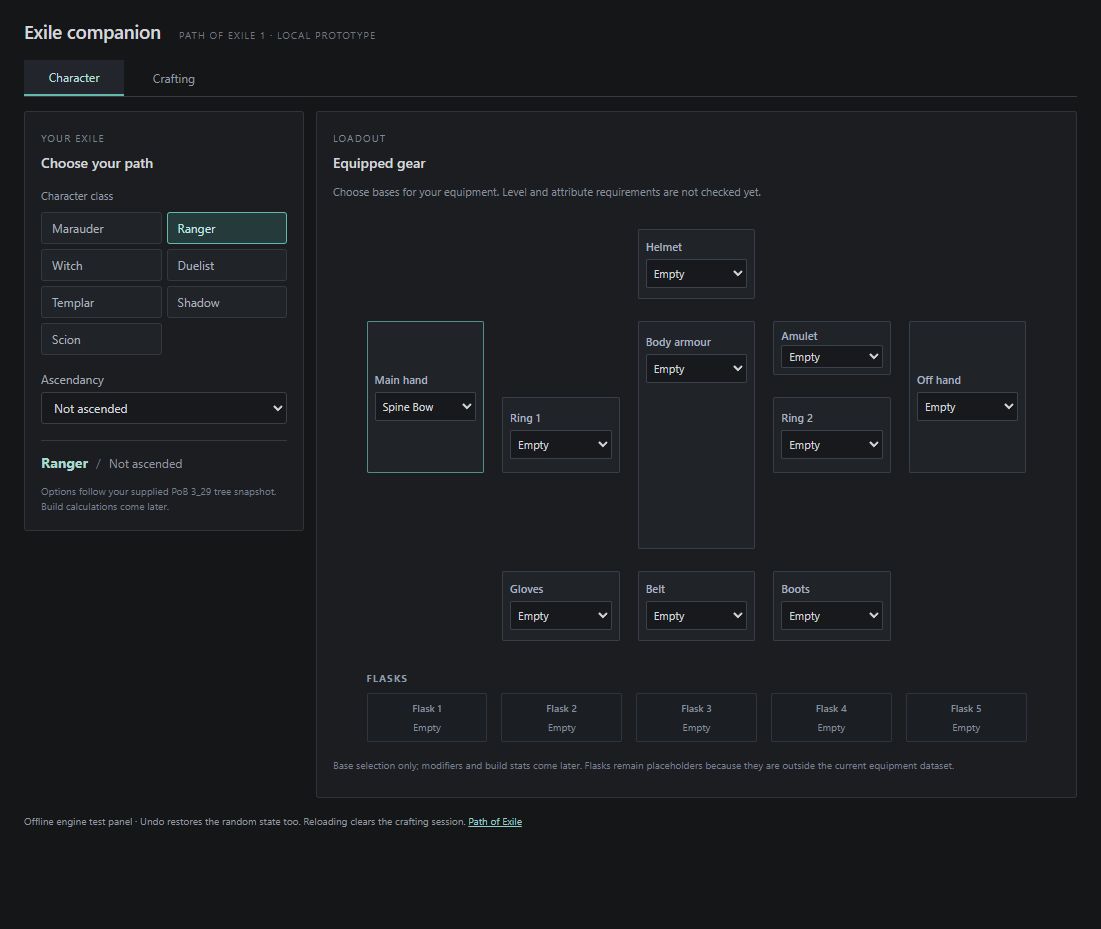 Exile companion PATH OF EXILE 1 · LOCAL PROTOTYPE
Character Crafting
YOUR EXILE
Choose your path
Character class
Marauder Ranger
Witch Duelist
Templar Shadow
Scion
Ascendancy
Not ascended
Ranger / Not ascended
Options follow your supplied PoB 3_29 tree snapshot.
Build calculations come later.
LOADOUT
Equipped gear
Choose bases for your equipment. Level and attribute requirements are not checked yet.
Helmet
Empty
Main hand
Spine Bow
Ring 1
Empty
Body armour
Empty
Amulet
Empty
Ring 2
Empty
Off hand
Empty
Gloves
Empty
Belt
Empty
Boots
Empty
FLASKS
Flask 1
Empty
Flask 2
Empty
Flask 3
Empty
Flask 4
Empty
Flask 5
Empty
Base selection only; modifiers and build stats come later. Flasks remain placeholders because they are outside the current equipment dataset.
Offline engine test panel · Undo restores the random state too. Reloading clears the crafting session. Path of Exile